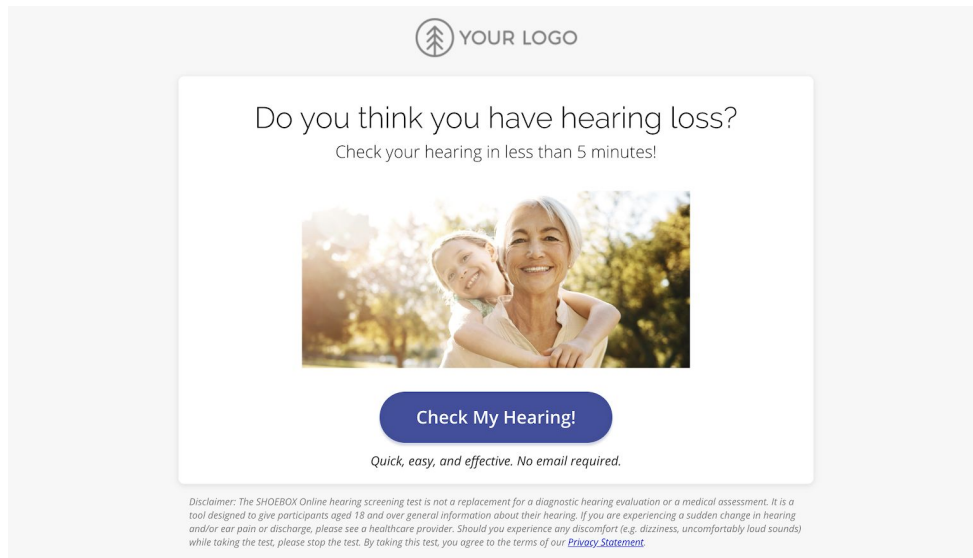 YOUR LOGO
Do you think you have hearing loss?
Check your hearing in less than 5 minutes!
Check My Hearing!
Quick, easy, and effective. No email required.
Disclaimer: The SHOEBOX Online hearing screening test is not a replacement for a diagnostic hearing evaluation or a medical assessment. It is a
tool designed to give participants aged 18 and over general information about their hearing. If you are experiencing a sudden change in hearing
and/or ear pain or discharge, please see a healthcare provider. Should you experience any discomfort (e.g. dizziness, uncomfortably loud sounds)
while taking the test, please stop the test. By taking this test, you agree to the terms of our Privacy Statement.